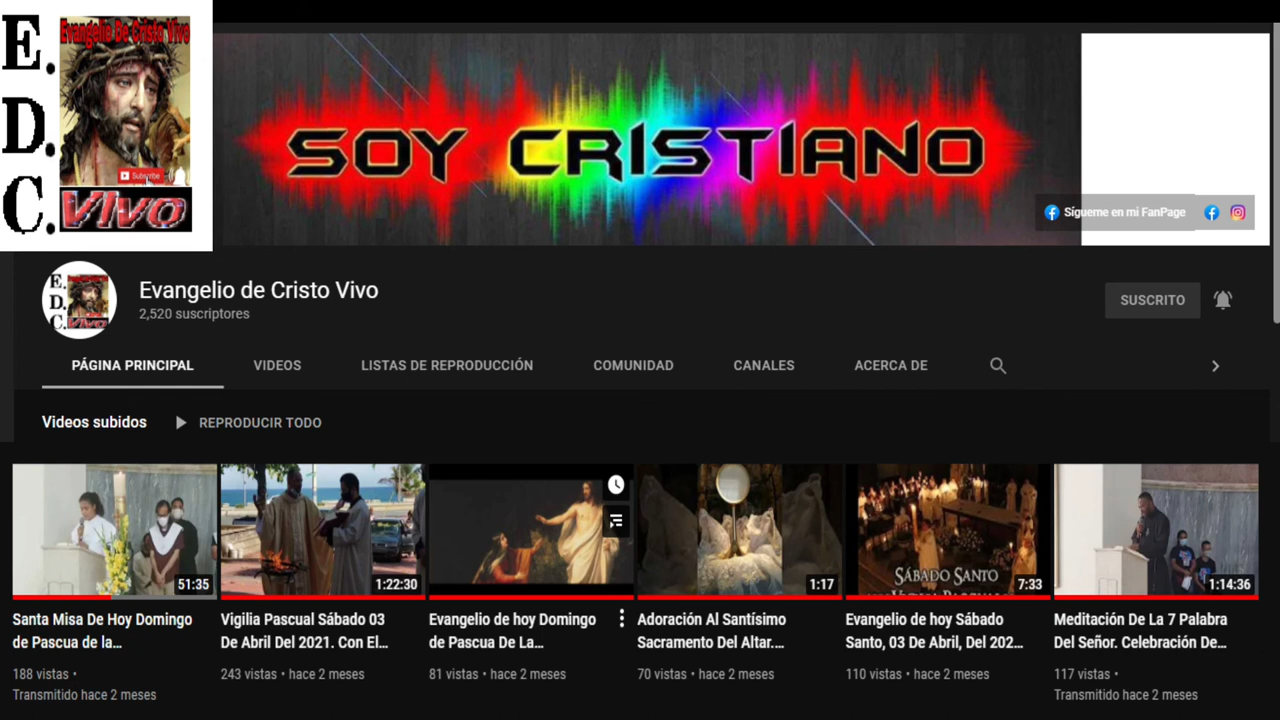 E.
D.
C.
Evangelio De Cristo Vivo
Subscribe
VIvo
SOY CRISTIANO
Sígueme en mi FanPage
E.
D.
C. VIvo
Evangelio de Cristo Vivo
2,520 suscriptores
SUSCRITO
PÁGINA PRINCIPAL VIDEOS LISTAS DE REPRODUCCIÓN COMUNIDAD CANALES ACERCA DE
Videos subidos REPRODUCIR TODO
SÁBADO SANTO
51:35 1:22:30 1:17 7:33 1:14:36
Santa Misa De Hoy Domingo
de Pascua de la...
188 vistas •
Transmitido hace 2 meses
Vigilia Pascual Sábado 03
De Abril Del 2021. Con El...
243 vistas • hace 2 meses
Evangelio de hoy Domingo
de Pascua De La...
81 vistas • hace 2 meses
Adoración Al Santísimo
Sacramento Del Altar....
70 vistas • hace 2 meses
Evangelio de hoy Sábado
Santo, 03 De Abril, Del 202...
110 vistas • hace 2 meses
Meditación De La 7 Palabra
Del Señor. Celebración De...
117 vistas •
Transmitido hace 2 meses